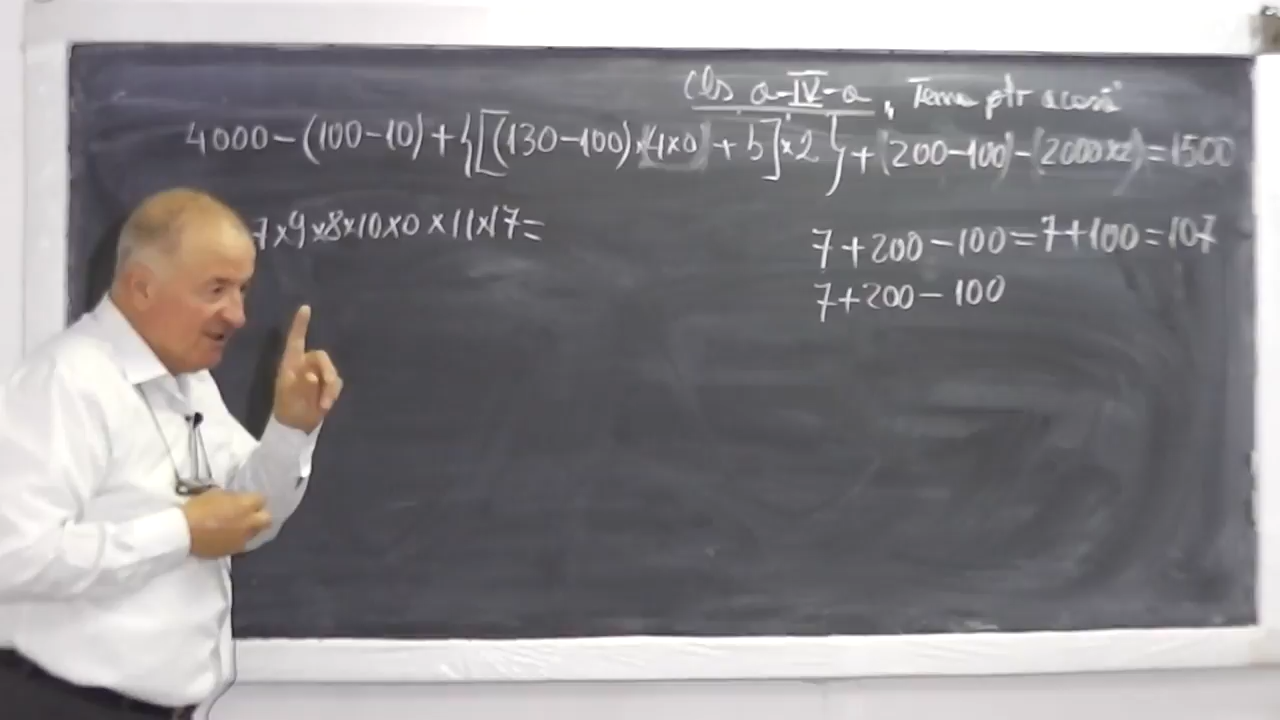 Cls a-IV-a, Tema ptr acasă
4000-(100-10)+{[(130-100)×(4×0)+5]×2}+(200-100)-(2000×2)=1500
7×9×8×10×0×11×17=
7+200-100=7+100=107
7+200-100